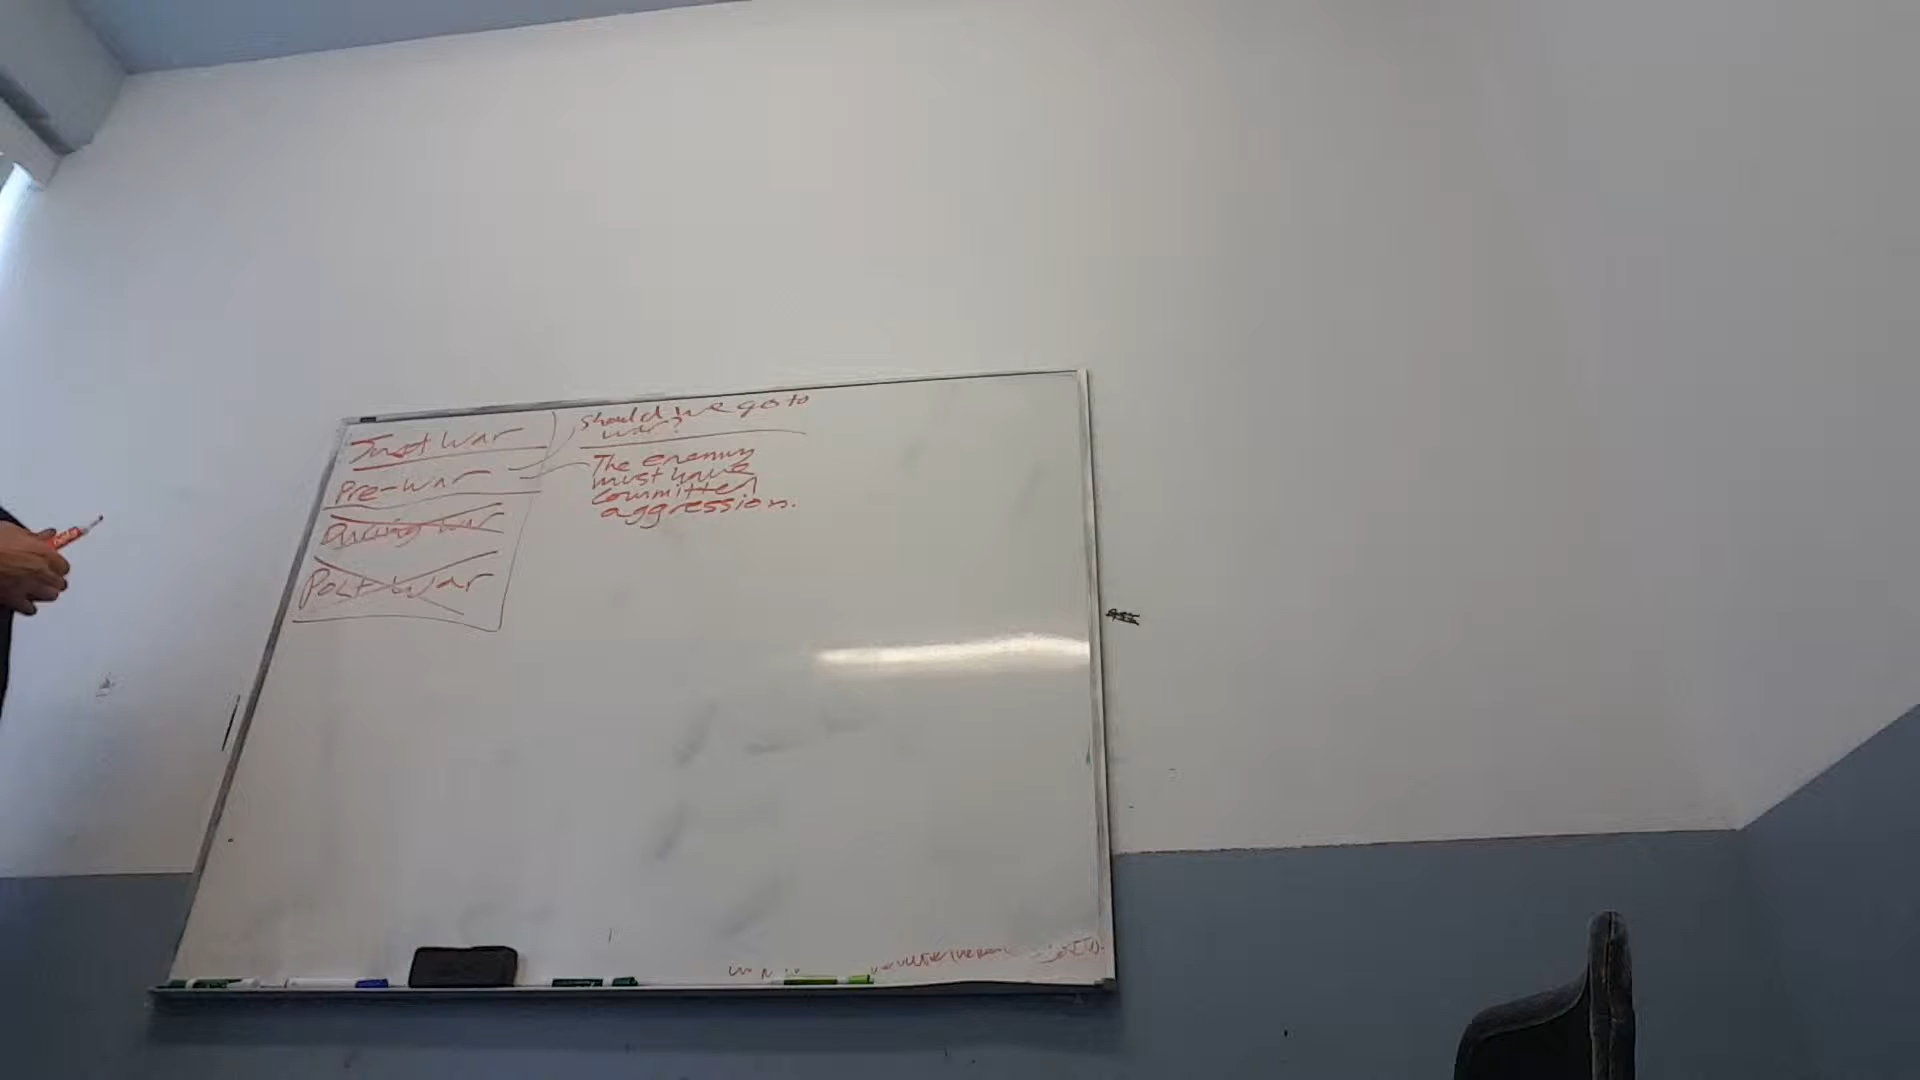 Just War
Pre-War
During War
Post War
Should we go to
war?
The enemy
must have
committed
aggression.